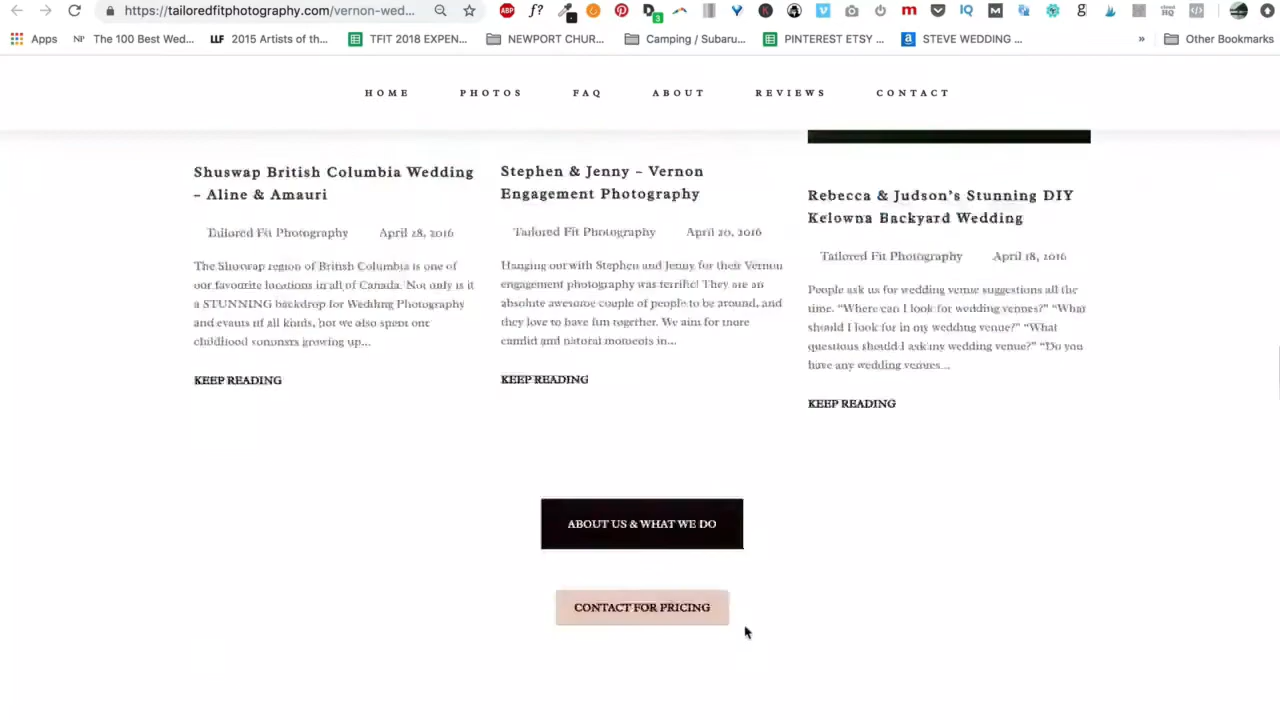 https://tailoredfitphotography.com/vernon-wed...
Apps
NP The 100 Best Wed...
LLF 2015 Artists of th...
TFIT 2018 EXPEN...
NEWPORT CHUR...
Camping / Subaru...
PINTEREST ETSY ...
STEVE WEDDING ...
» Other Bookmarks
HOME PHOTOS FAQ ABOUT REVIEWS CONTACT
Shuswap British Columbia Wedding
– Aline & Amauri
Tailored Fit Photography April 28, 2016
The Shuswap region of British Columbia is one of
our favourite locations in all of Canada. Not only is it
a STUNNING backdrop for Wedding Photography
and events of all kinds, but we also spent our
childhood summers growing up...
KEEP READING
Stephen & Jenny – Vernon
Engagement Photography
Tailored Fit Photography April 20, 2016
Hanging out with Stephen and Jenny for their Vernon
engagement photography was terrific! They are an
absolute awesome couple of people to be around, and
they love to have fun together. We aim for more
candid and natural moments in...
KEEP READING
Rebecca & Judson’s Stunning DIY
Kelowna Backyard Wedding
Tailored Fit Photography April 18, 2016
People ask us for wedding venue suggestions all the
time. “Where can I look for wedding venues?” “What
should I look for in my wedding venue?” “What
questions should I ask my wedding venue?” “Do you
have any wedding venues...
KEEP READING
ABOUT US & WHAT WE DO
CONTACT FOR PRICING